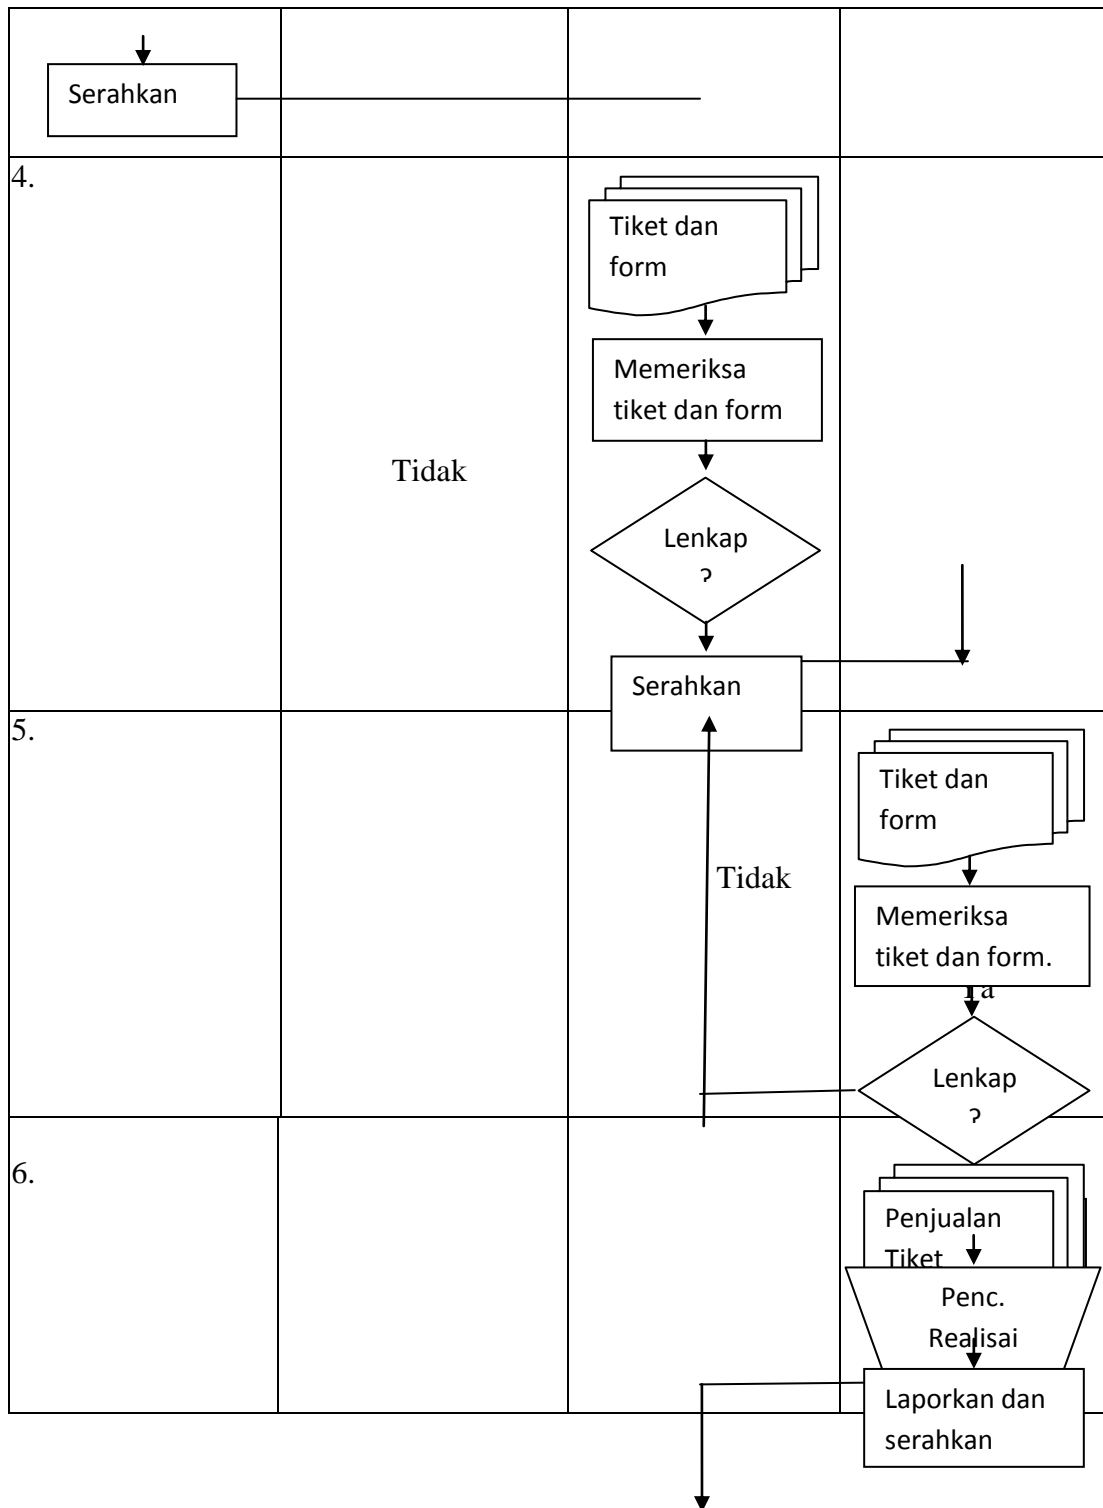 Serahkan
4.
Tiket dan
form
Memeriksa
tiket dan form
Tidak
Lenkap
?
Serahkan
5.
Tiket dan
form
Tidak
Memeriksa
tiket dan form.
Ya
Lenkap
?
6.
Penjualan
Tiket
Penc.
Realisai
Laporkan dan
serahkan